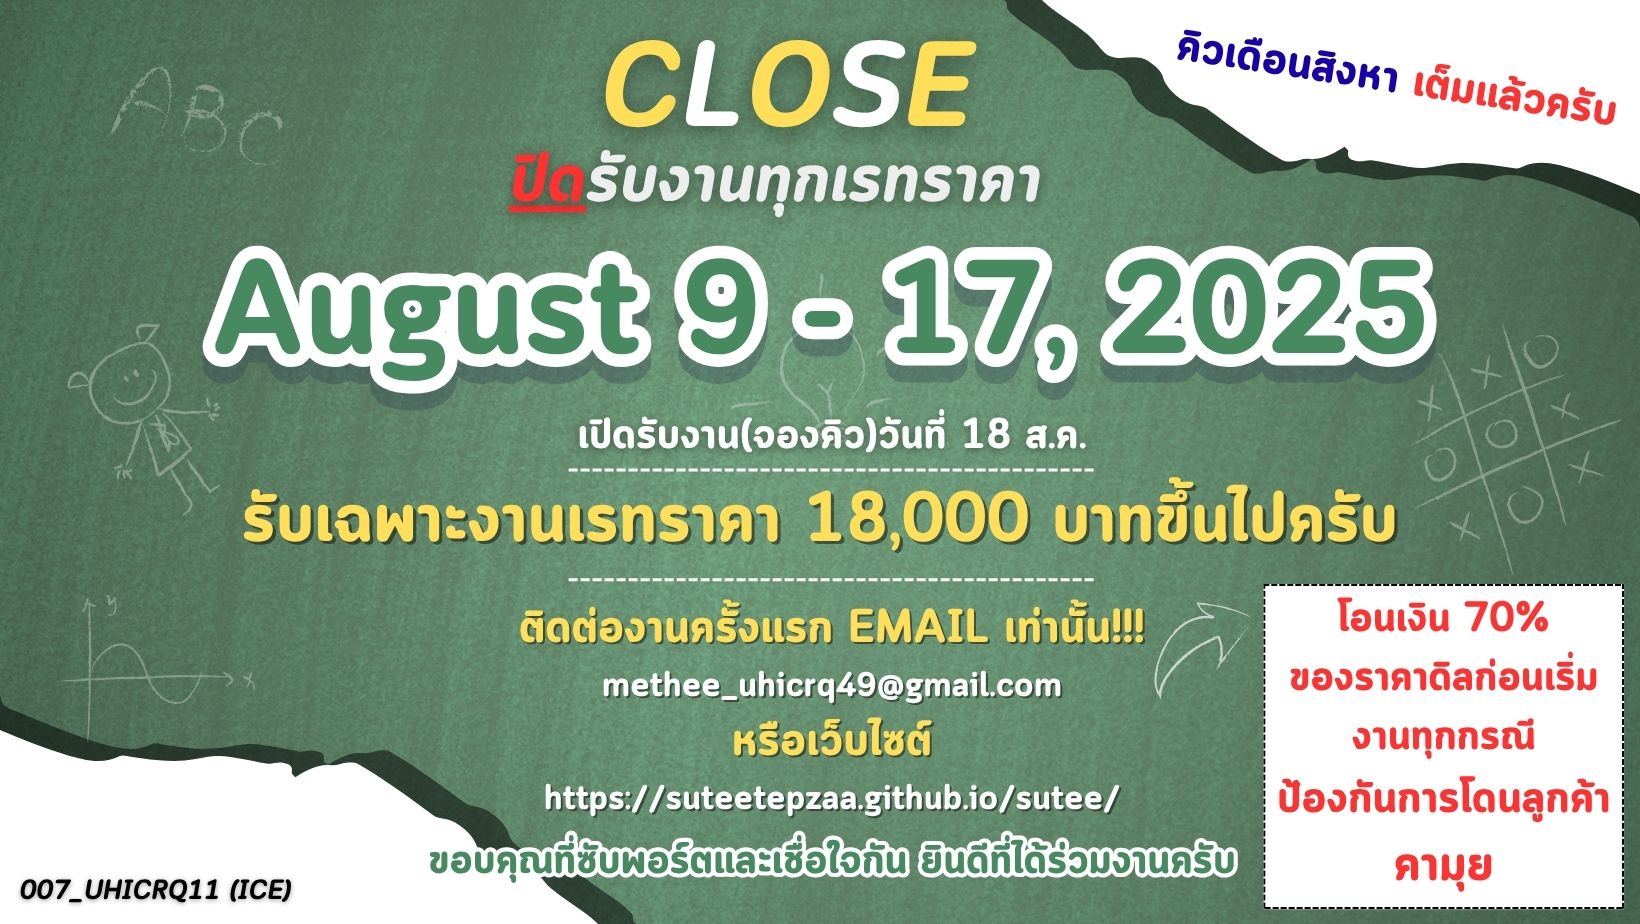 CLOSE
คิวเดือนสิงหา เต็มแล้วครับ
ABC
ปิดรับงานทุกเรทราคา
August 9 - 17, 2025
เปิดรับงาน(จองคิว)วันที่ 18 ส.ค.
--------------------------------------------
รับเฉพาะงานเรทราคา 18,000 บาทขึ้นไปครับ
--------------------------------------------
ติดต่องานครั้งแรก EMAIL เท่านั้น!!!
methee_uhicrq49@gmail.com
หรือเว็บไซต์
https://suteetepzaa.github.io/sutee/
ขอบคุณที่ซับพอร์ตและเชื่อใจกัน ยินดีที่ได้ร่วมงานครับ
โอนเงิน 70%
ของราคาดิลก่อนเริ่ม
งานทุกกรณี
ป้องกันการโดนลูกค้า
คามุย
y
x
007_UHICRQ11 (ICE)